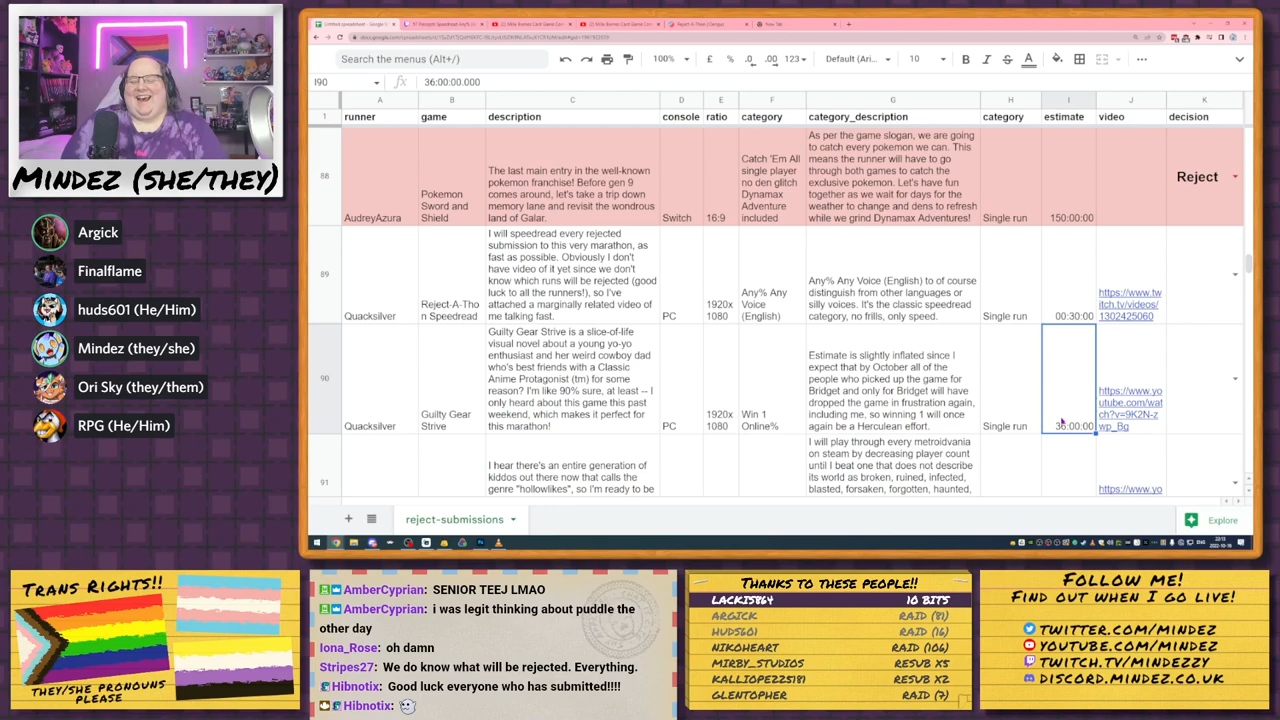 Mindez (she/they)
Argick
Finalflame
huds601 (He/Him)
Mindez (they/she)
Ori Sky (they/them)
RPG (He/Him)
Untitled spreadsheet - Google S
Reject-A-Thon | Oengus
New Tab
Search the menus (Alt+/)
100%
£
%
.0
.00
123
Default (Ari...
10
B
I
S
A
I90
fx
36:00:00.000
A
B
C
D
E
F
G
H
I
J
K
1
runner
game
description
console
ratio
category
category_description
category
estimate
video
decision
88
AudreyAzura
Pokemon
Sword and
Shield
The last main entry in the well-known
pokemon franchise! Before gen 9
comes around, let's take a trip down
memory lane and revisit the wondrous
land of Galar.
Switch
16:9
Catch 'Em All
single player
no den glitch
Dynamax
Adventure
included
As per the game slogan, we are going
to catch every pokemon we can. This
means the runner will have to go
through both games to catch the
exclusive pokemon. Let's have fun
together as we wait for days for the
weather to change and dens to refresh
while we grind Dynamax Adventures!
Single run
150:00:00
Reject
89
Quacksilver
Reject-A-Tho
n Speedread
I will speedread every rejected
submission to this very marathon, as
fast as possible. Obviously I don't
have video of it yet since we don't
know which runs will be rejected (good
luck to all the runners!), so I've
attached a marginally related video of
me talking fast.
PC
1920x
1080
Any% Any
Voice
(English)
Any% Any Voice (English) to of course
distinguish from other languages or
silly voices. it's the classic speedread
category, no frills, only speed.
Single run
00:30:00
https://www.tw
itch.tv/videos/
1302425060
90
Quacksilver
Guilty Gear
Strive
Guilty Gear Strive is a slice-of-life
visual novel about a young yo-yo
enthusiast and her weird cowboy dad
who's best friends with a Classic
Anime Protagonist (tm) for some
reason? I'm like 90% sure, at least -- I
only heard about this game this past
weekend, which makes it perfect for
this marathon!
PC
1920x
1080
Win 1
Online%
Estimate is slightly inflated since I
expect that by October all of the
people who picked up the game for
Bridget and only for Bridget will have
dropped the game in frustration again,
including me, so winning 1 will once
again be a Herculean effort.
Single run
36:00:00
https://www.yo
utube.com/wat
ch?v=9K2N-z
wp_Bg
91
I hear there's an entire generation of
kiddos out there now that calls the
genre "hollowlikes", so I'm ready to be
I will play through every metroidvania
on steam by decreasing player count
until I beat one that does not describe
its world as broken, ruined, infected,
blasted, forsaken, forgotten, haunted,
https://www.yo
reject-submissions
Explore
TRANS RIGHTS!!
THEY/SHE PRONOUNS
PLEASE
AmberCyprian: SENIOR TEEJ LMAO
AmberCyprian: i was legit thinking about puddle the
other day
Iona_Rose: oh damn
Stripes27: We do know what will be rejected. Everything.
Hibnotix: Good luck everyone who has submitted!!!!
Hibnotix:
THANKS TO THESE PEOPLE!!
LACKIS864 10 BITS
ARGICK RAID (81)
HUDS601 RAID (16)
NIKOHEART RAID (106)
MIRBY_STUDIOS RESUB X5
KALLIOPE22S181 RESUB X2
GLENTOPHER RAID (7)
FOLLOW ME!
FIND OUT WHEN I GO LIVE!
TWITTER.COM/MINDEZ
YOUTUBE.COM/MINDEZ
TWITCH.TV/MINDEZZY
DISCORD.MINDEZ.CO.UK